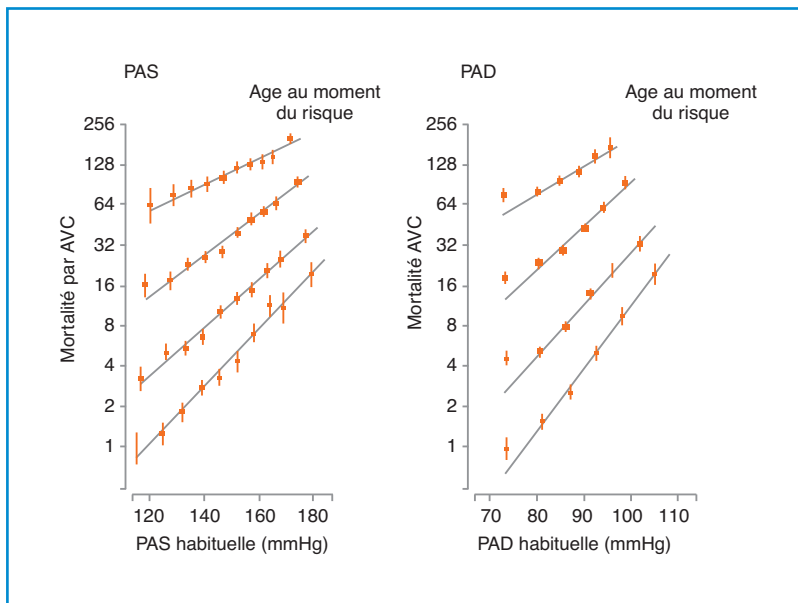 PAS
Age au moment
du risque
Mortalité par AVC
256
128
64
32
16
8
4
2
1
120
140
160
180
PAS habituelle (mmHg)
PAD
Age au moment
du risque
Mortalité par AVC
256
128
64
32
16
8
4
2
1
70
80
90
100
110
PAD habituelle (mmHg)